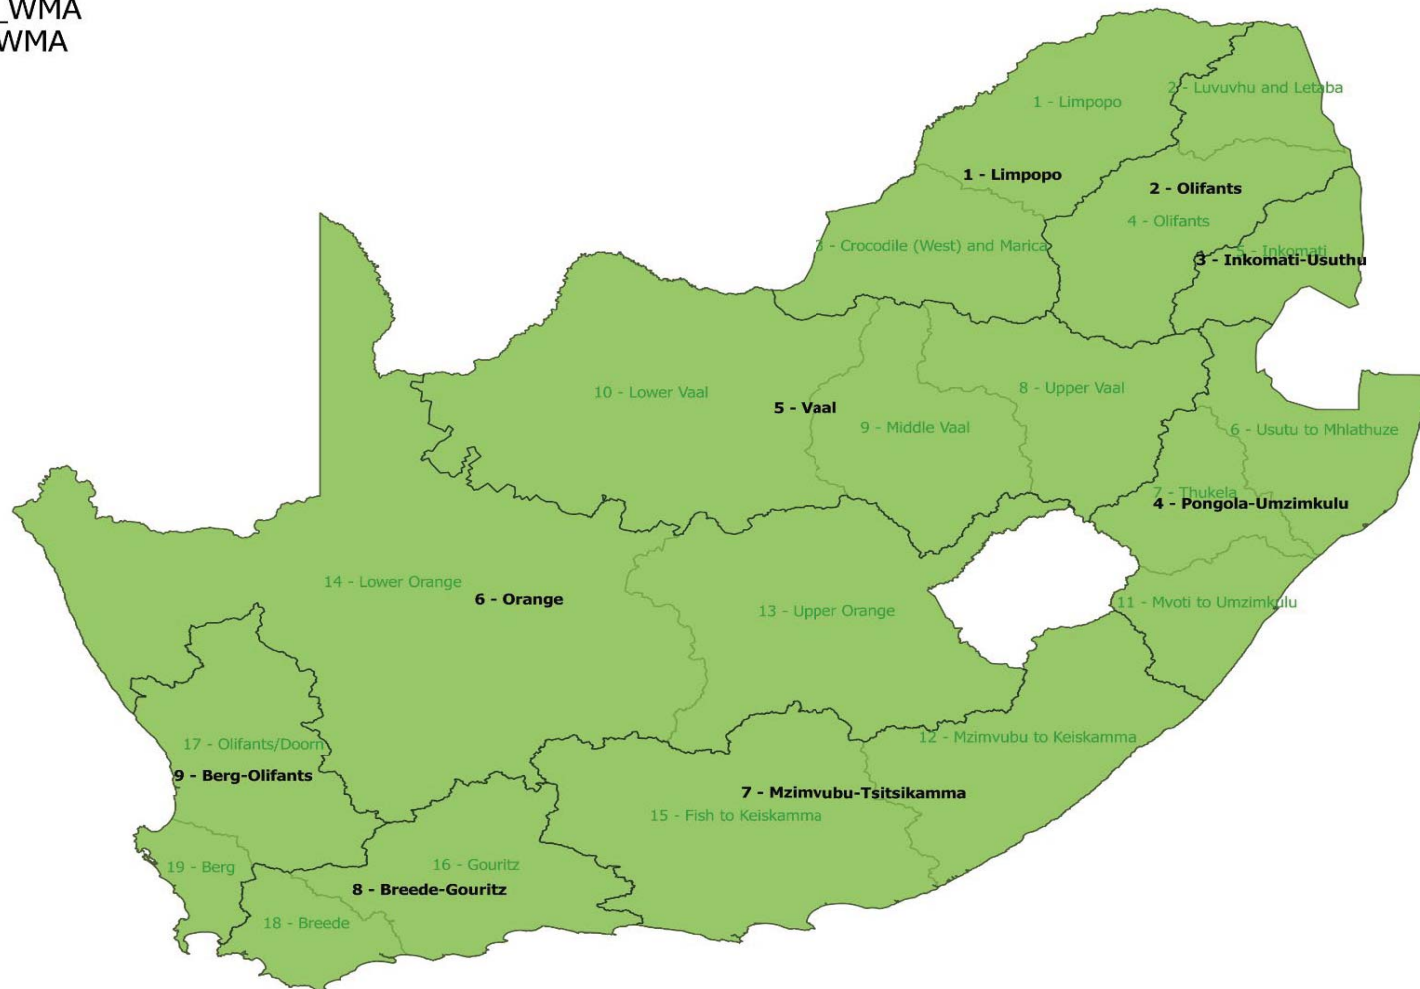 _WMA
WMA
1 - Limpopo
2 - Luvuvhu and Letaba
1 - Limpopo
2 - Olifants
4 - Olifants
3 - Crocodile (West) and Marica
5 - Inkomati
3 - Inkomati-Usuthu
10 - Lower Vaal
8 - Upper Vaal
5 - Vaal
9 - Middle Vaal
6 - Usutu to Mhlathuze
7 - Thukela
4 - Pongola-Umzimkulu
14 - Lower Orange
6 - Orange
13 - Upper Orange
11 - Mvoti to Umzimkulu
17 - Olifants/Doorn
12 - Mzimvubu to Keiskamma
9 - Berg-Olifants
7 - Mzimvubu-Tsitsikamma
15 - Fish to Keiskamma
19 - Berg
16 - Gouritz
8 - Breede-Gouritz
18 - Breede